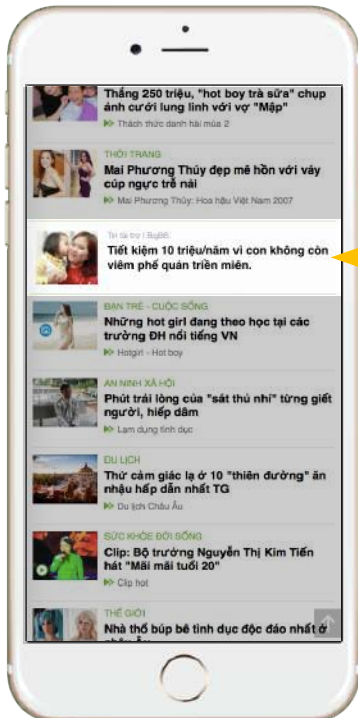 Thắng 250 triệu, "hot boy trà sữa" chụp
ảnh cưới lung linh với vợ "Mập"
Thách thức danh hài mùa 2
THỜI TRANG
Mai Phương Thúy đẹp mê hồn với váy
cúp ngực trễ nải
Mai Phương Thúy: Hoa hậu Việt Nam 2007
Tin tài trợ | BigBB:
Tiết kiệm 10 triệu/năm vì con không còn
viêm phế quản triền miên.
BẠN TRẺ - CUỘC SỐNG
Những hot girl đang theo học tại các
trường ĐH nổi tiếng VN
Hotgirl - Hot boy
AN NINH XÃ HỘI
Phút trải lòng của "sát thủ nhí" từng giết
người, hiếp dâm
Lạm dụng tình dục
DU LỊCH
Thử cảm giác lạ ở 10 "thiên đường" ăn
nhậu hấp dẫn nhất TG
Du lịch Châu Âu
SỨC KHỎE ĐỜI SỐNG
Clip: Bộ trưởng Nguyễn Thị Kim Tiến
hát "Mãi mãi tuổi 20"
Clip hot
THẾ GIỚI
Nhà thổ búp bê tình dục độc đáo nhất ở